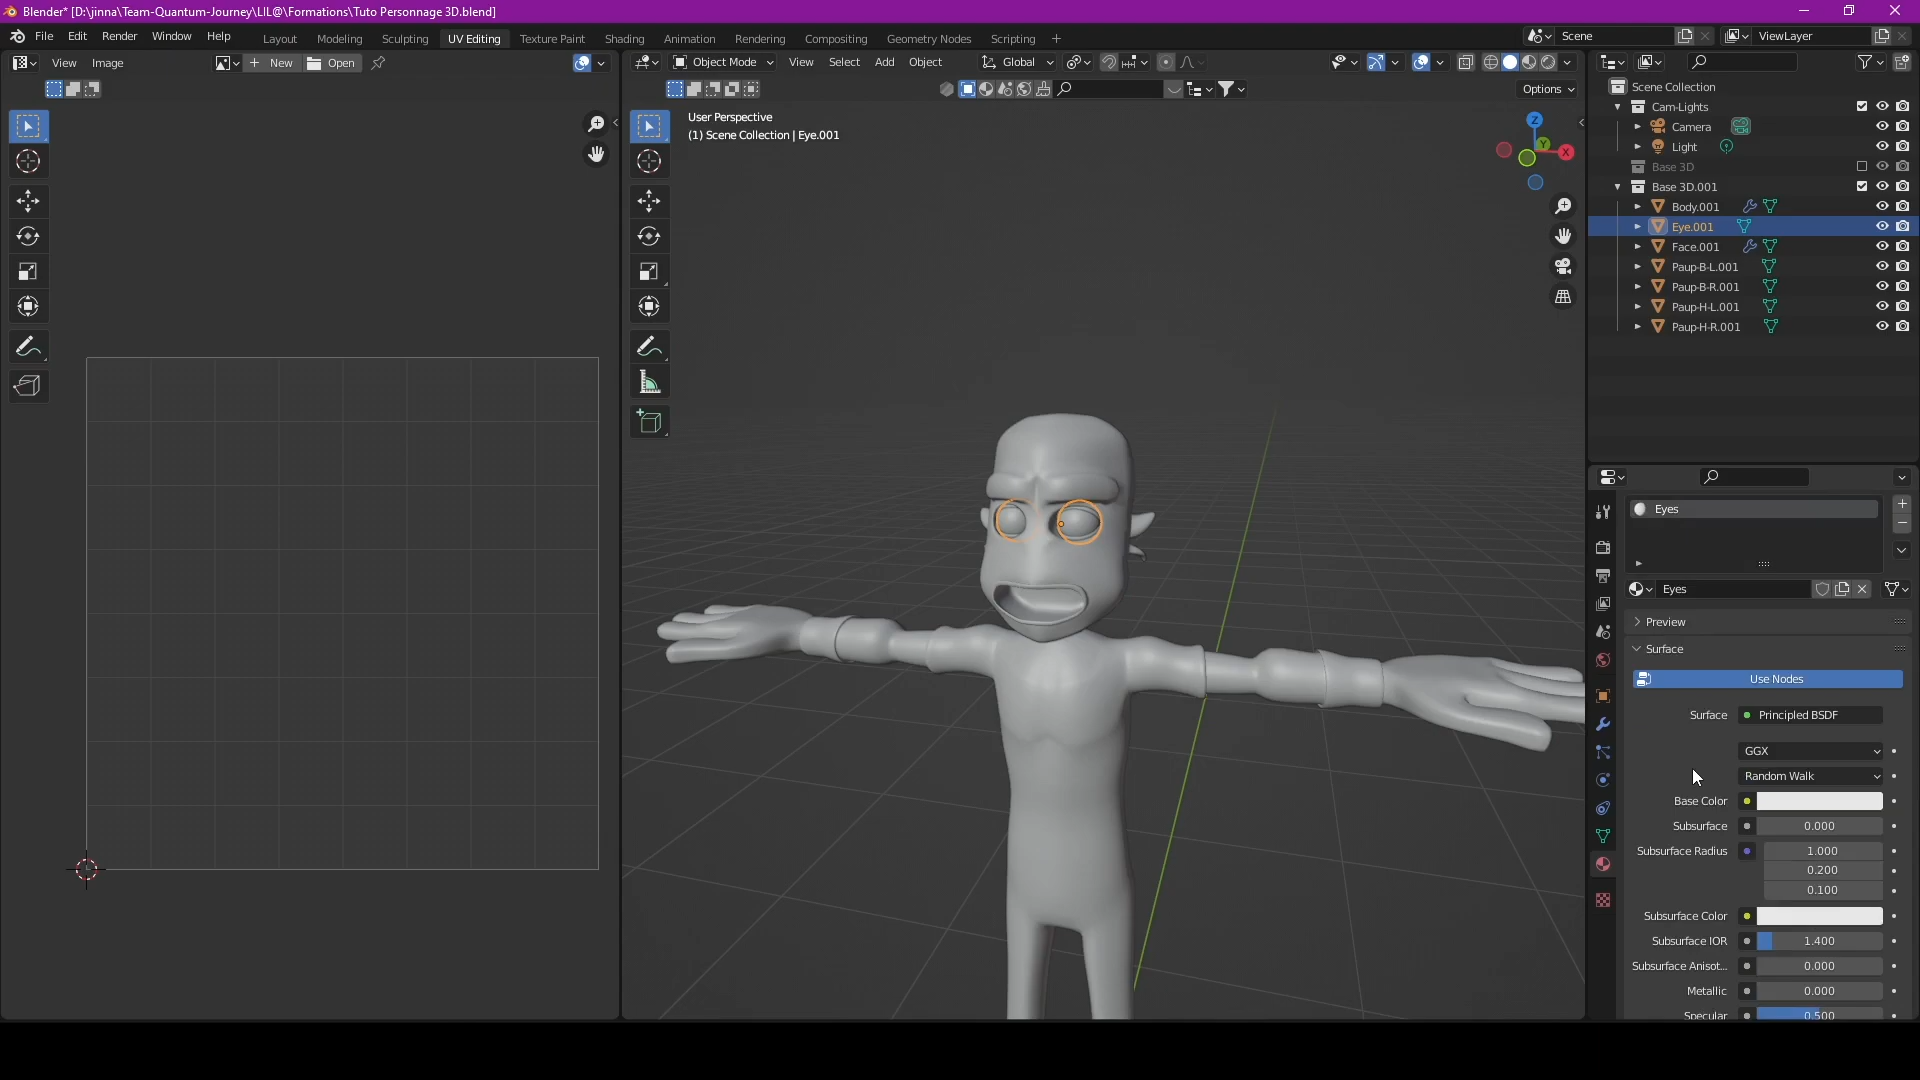 Blender* [D:\jinna\Team-Quantum-Journey\LIL@\Formations\Tuto Personnage 3D.blend]
File Edit Render Window Help Layout Modeling Sculpting UV Editing Texture Paint Shading Animation Rendering Compositing Geometry Nodes Scripting + Scene ViewLayer
View Image New Open
Object Mode View Select Add Object Global
Options
User Perspective
(1) Scene Collection | Eye.001
Z
Y
X
Scene Collection
Cam-Lights
Camera
Light
Base 3D
Base 3D.001
Body.001
Eye.001
Face.001
Paup-B-L.001
Paup-B-R.001
Paup-H-L.001
Paup-H-R.001
Eyes
Eyes
Preview
Surface
Use Nodes
Surface Principled BSDF
GGX
Random Walk
Base Color
Subsurface 0.000
Subsurface Radius 1.000
0.200
0.100
Subsurface Color
Subsurface IOR 1.400
Subsurface Anisot... 0.000
Metallic 0.000
Specular 0.500